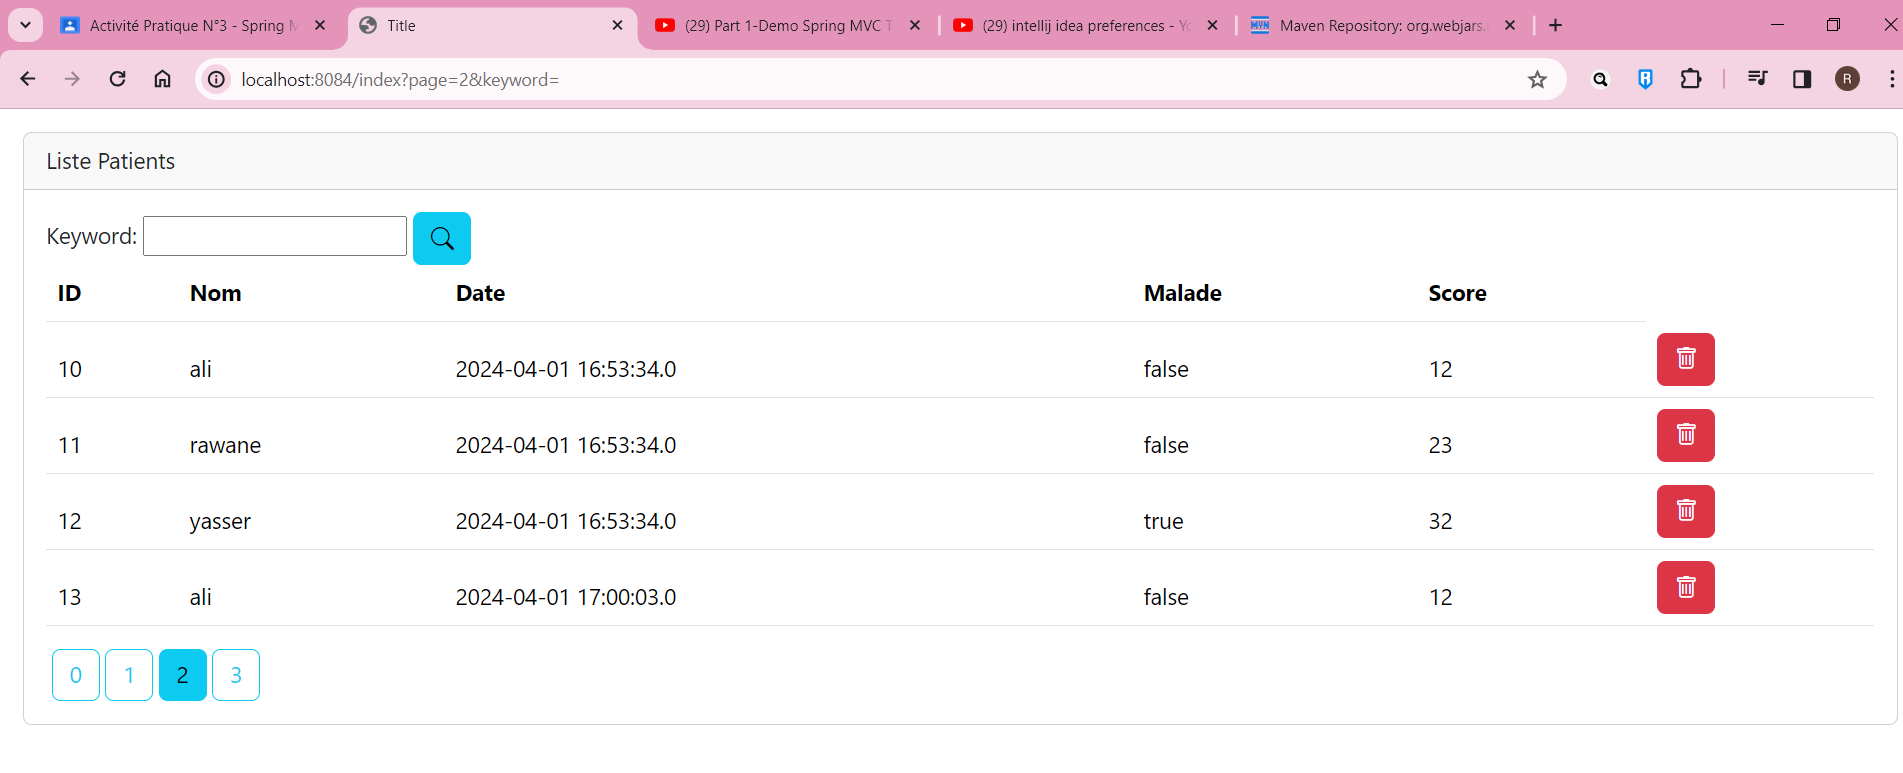 Activité Pratique N°3 - Spring M
Title
(29) Part 1-Demo Spring MVC T
(29) intellij idea preferences - Yo
Maven Repository: org.webjars.
localhost:8084/index?page=2&keyword=
R
Liste Patients
Keyword:
ID Nom Date Malade Score
10 ali 2024-04-01 16:53:34.0 false 12
11 rawane 2024-04-01 16:53:34.0 false 23
12 yasser 2024-04-01 16:53:34.0 true 32
13 ali 2024-04-01 17:00:03.0 false 12
0 1 2 3